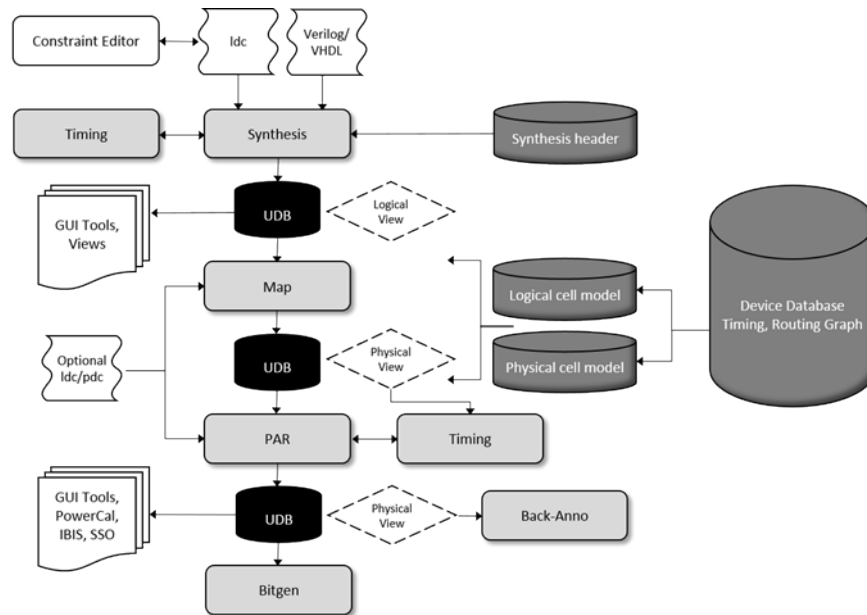 Constraint Editor
ldc
Verilog/
VHDL
Timing
Synthesis
Synthesis header
GUI Tools,
Views
UDB
Logical
View
Map
Logical cell model
Physical cell model
Device Database
Timing, Routing Graph
Optional
ldc/pdc
UDB
Physical
View
PAR
Timing
GUI Tools,
PowerCal,
IBIS, SSO
UDB
Physical
View
Back-Anno
Bitgen